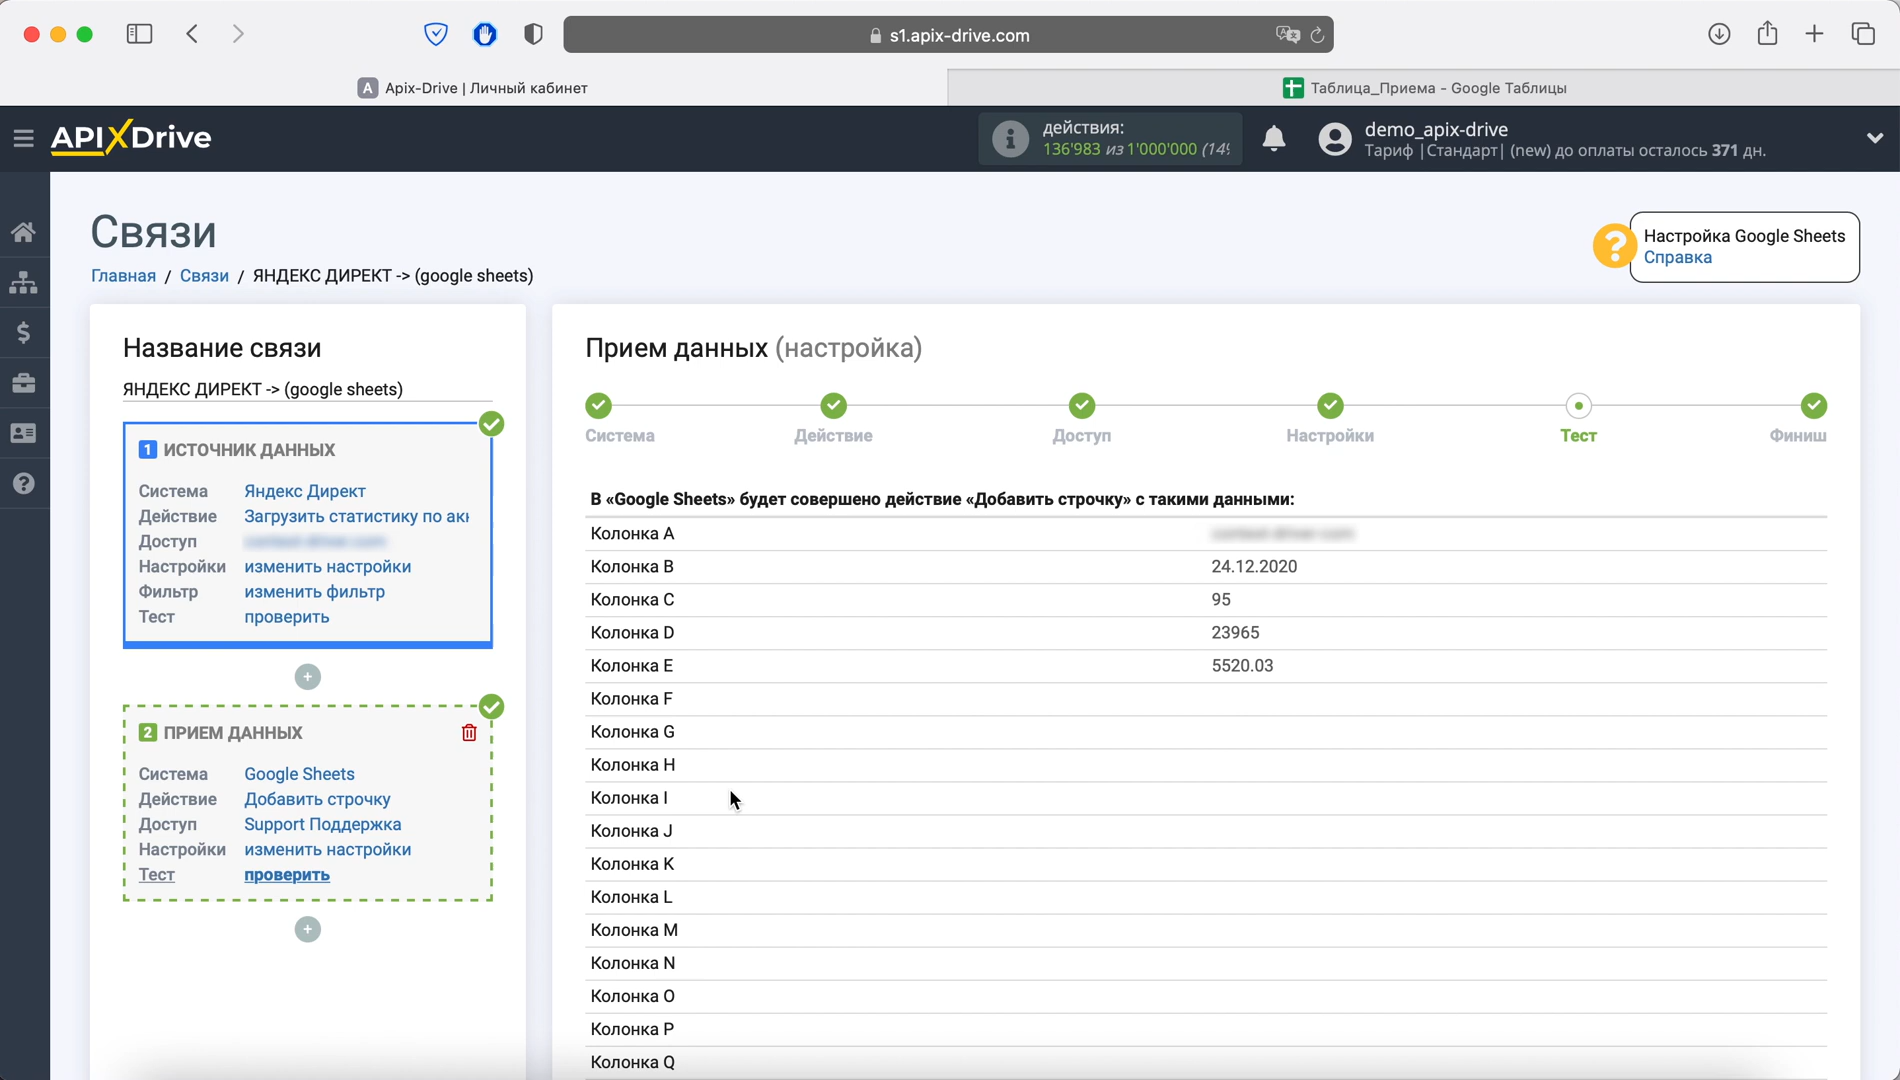 s1.apix-drive.com
A Apix-Drive | Личный кабинет
Таблица_Приема - Google Таблицы
APIXDrive
действия:
136'983 из 1'000'000 (14%
demo_apix-drive
Тариф |Стандарт| (new) до оплаты осталось 371 дн.
Связи
Главная / Связи / ЯНДЕКС ДИРЕКТ -> (google sheets)
? Настройка Google Sheets
Справка
Название связи
ЯНДЕКС ДИРЕКТ -> (google sheets)
1 ИСТОЧНИК ДАННЫХ
Система Яндекс Директ
Действие Загрузить статистику по ак
Доступ
Настройки изменить настройки
Фильтр изменить фильтр
Тест проверить
2 ПРИЕМ ДАННЫХ
Система Google Sheets
Действие Добавить строчку
Доступ Support Поддержка
Настройки изменить настройки
Тест проверить
Прием данных (настройка)
Система Действие Доступ Настройки Тест Финиш
В «Google Sheets» будет совершено действие «Добавить строчку» с такими данными:
Колонка A
Колонка B 24.12.2020
Колонка C 95
Колонка D 23965
Колонка E 5520.03
Колонка F
Колонка G
Колонка H
Колонка I
Колонка J
Колонка K
Колонка L
Колонка M
Колонка N
Колонка O
Колонка P
Колонка Q